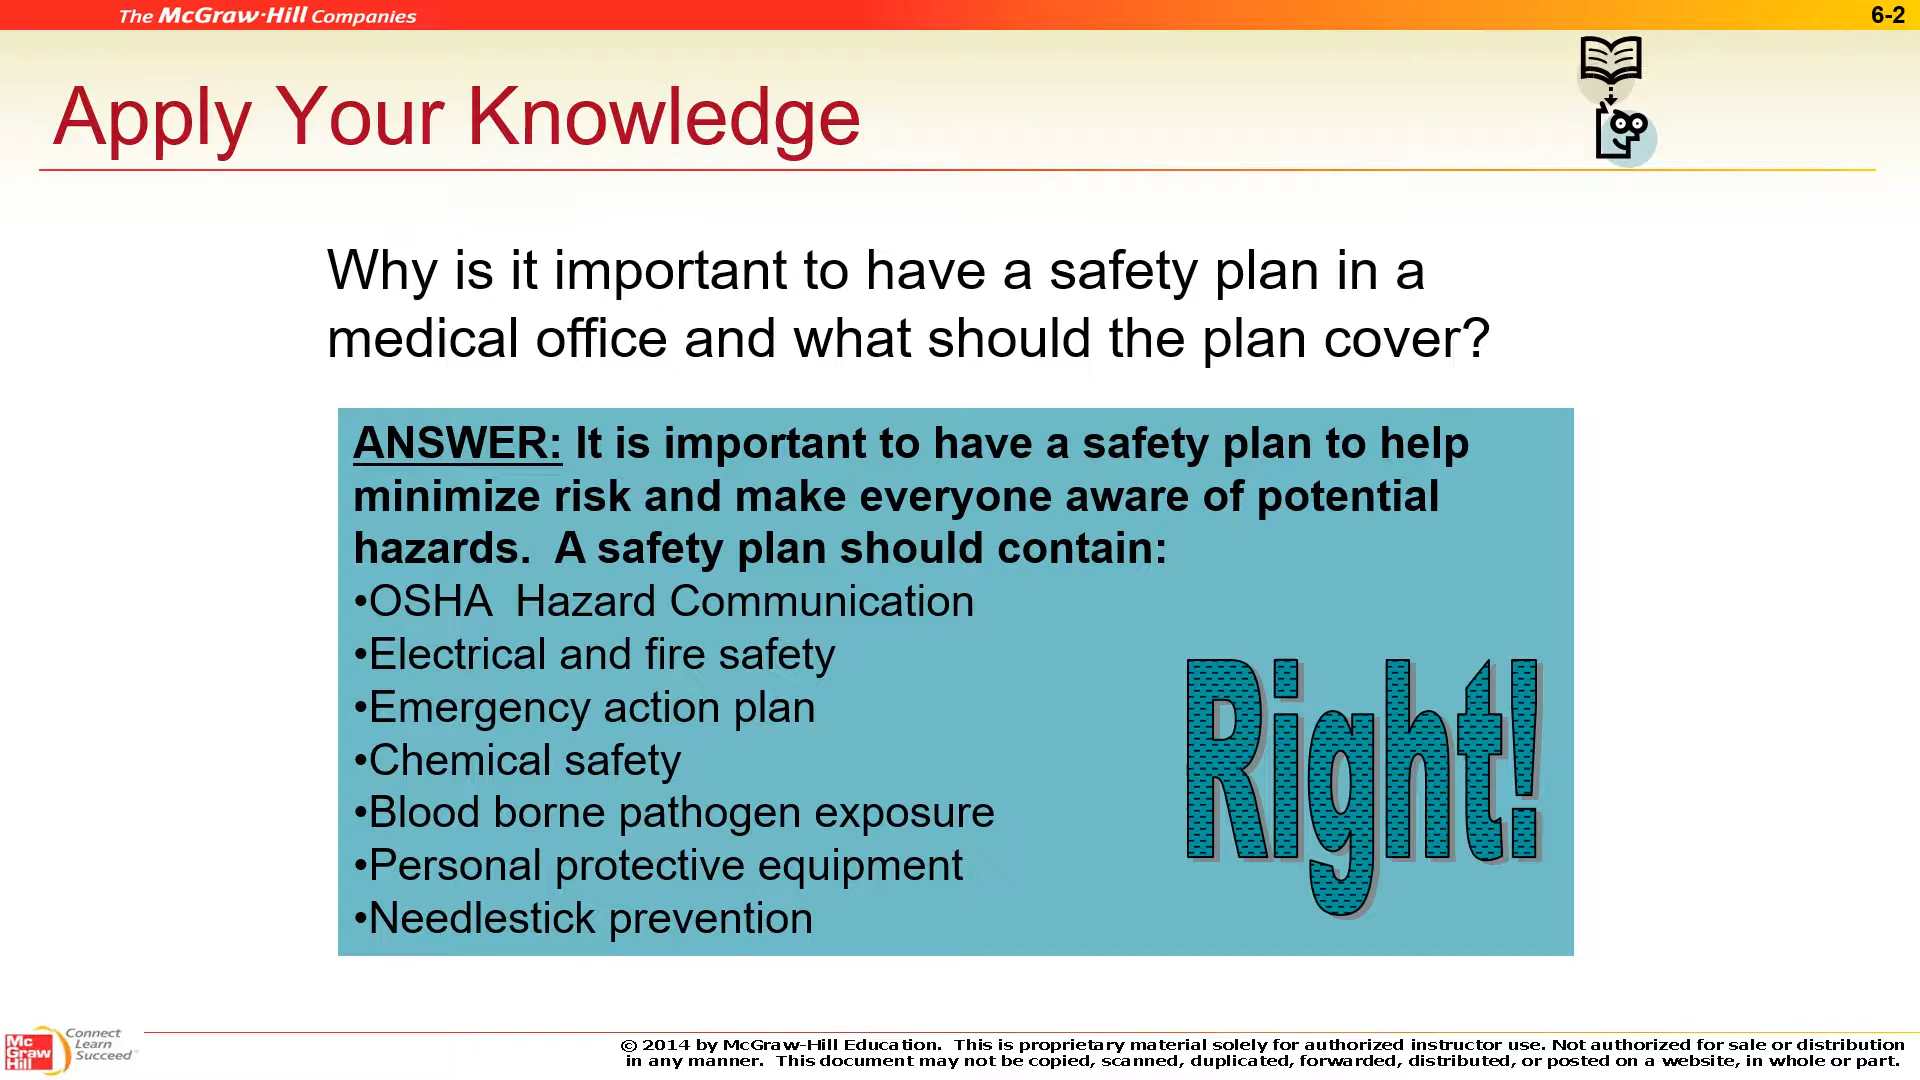 The McGraw-Hill Companies
6-2
Apply Your Knowledge
Why is it important to have a safety plan in a
medical office and what should the plan cover?
ANSWER: It is important to have a safety plan to help
minimize risk and make everyone aware of potential
hazards.  A safety plan should contain:
•OSHA  Hazard Communication
•Electrical and fire safety
•Emergency action plan
•Chemical safety
•Blood borne pathogen exposure
•Personal protective equipment
•Needlestick prevention
Right!
Mc
Graw
Hill
Connect
Learn
Succeed™
© 2014 by McGraw-Hill Education.  This is proprietary material solely for authorized instructor use. Not authorized for sale or distribution
in any manner.  This document may not be copied, scanned, duplicated, forwarded, distributed, or posted on a website, in whole or part.